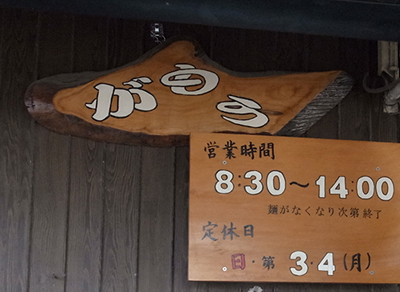 がもう
営業時間
8:30～14:00
麺がなくなり次第終了
定休日
日・第3・4(月)